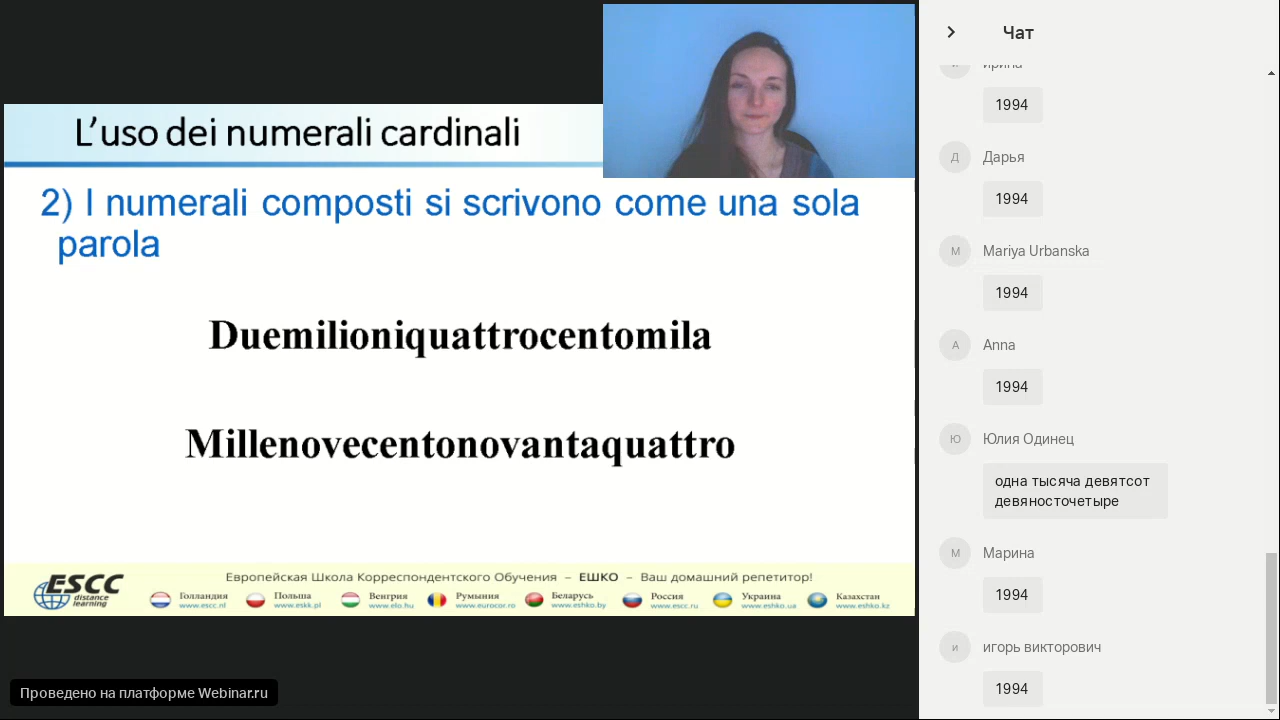 L'uso dei numerali cardinali
2) I numerali composti si scrivono come una sola
parola
Duemilioniquattrocentomila
Millenovecentonovantaquattro
ESCC
distance
learning
Европейская Школа Корреспондентского Обучения – ЕШКО – Ваш домашний репетитор!
Голландия
www.escc.nl
Польша
www.eskk.pl
Венгрия
www.elo.hu
Румыния
www.eurocor.ro
Беларусь
www.eshko.by
Россия
www.escc.ru
Украина
www.eshko.ua
Казахстан
www.eshko.kz
Проведено на платформе Webinar.ru
Чат
ирина
1994
Д
Дарья
1994
M
Mariya Urbanska
1994
A
Anna
1994
Ю
Юлия Одинец
одна тысяча девятсот
девяносточетыре
М
Марина
1994
и
игорь викторович
1994